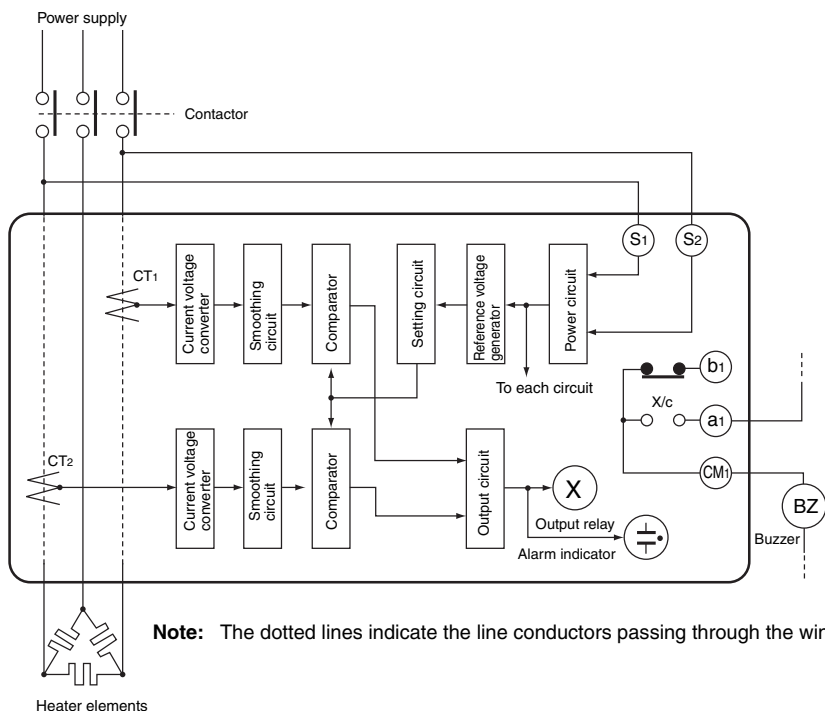 Power supply
Contactor
S1
S2
CT1
Current voltage
converter
Smoothing
circuit
Comparator
Setting circuit
Reference voltage
generator
Power circuit
To each circuit
b1
X/c
a1
CT2
Current voltage
converter
Smoothing
circuit
Comparator
Output circuit
X
CM1
BZ
Output relay
Buzzer
Alarm indicator
Note: The dotted lines indicate the line conductors passing through the
Heater elements